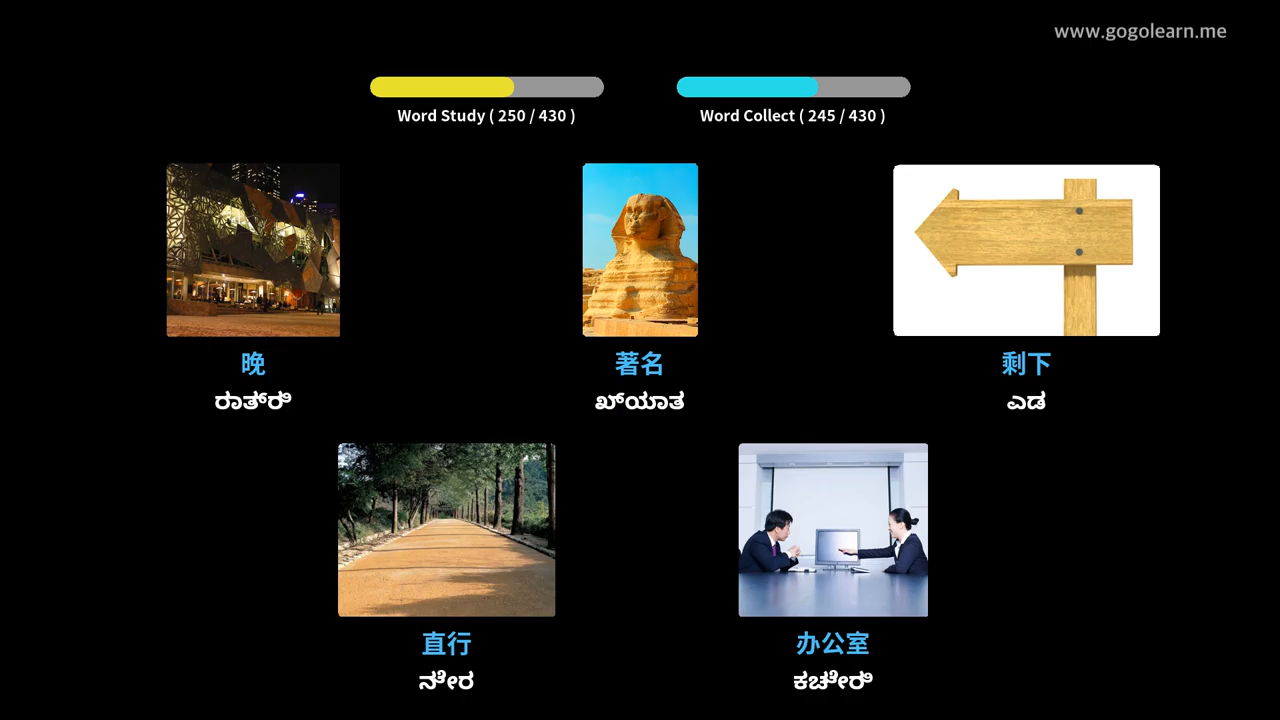 www.gogolearn.me
Word Study ( 250 / 430 )
Word Collect ( 245 / 430 )
晚
ರಾತ್ರಿ
著名
ಖ್ಯಾತ
剩下
ಎಡ
直行
ನೇರ
办公室
ಕಚೇರಿ